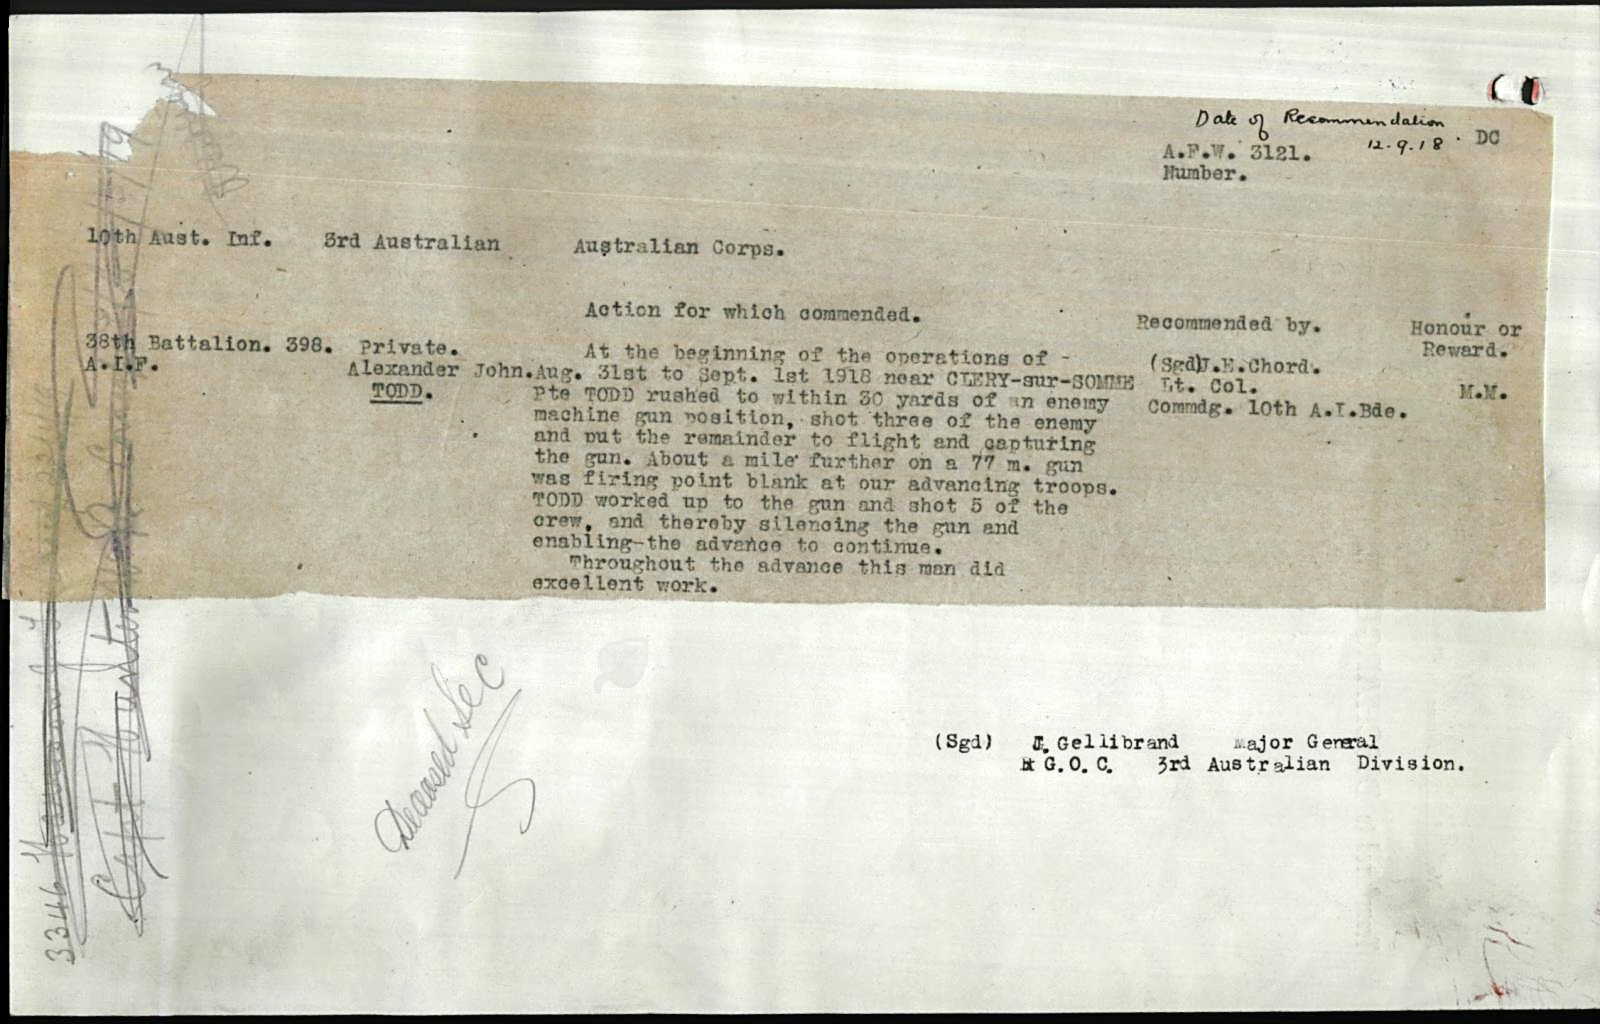 Date of Recommendation
12.9.18 DC
A.F.W. 3121.
Number.
10th Aust. Inf. 3rd Australian Australian Corps.
Action for which commended. Recommended by. Honour or Reward.
38th Battalion. 398. Private.
A.I.F. Alexander John.
TODD.
At the beginning of the operations of -
Aug. 31st to Sept. 1st 1918 near CLERY-sur-SOMME
Pte TODD rushed to within 30 yards of an enemy
machine gun position, shot three of the enemy
and put the remainder to flight and capturing
the gun. About a mile further on a 77 m. gun
was firing point blank at our advancing troops.
TODD worked up to the gun and shot 5 of the
crew, and thereby silencing the gun and
enabling-the advance to continue.
Throughout the advance this man did
excellent work.
(Sgd)J.E.Chord.
Lt. Col.
Commdg. 10th A.I.Bde.
M.M.
(Sgd) J. Gellibrand Major General
G.O.C. 3rd Australian Division.
Deceased Sec
3346